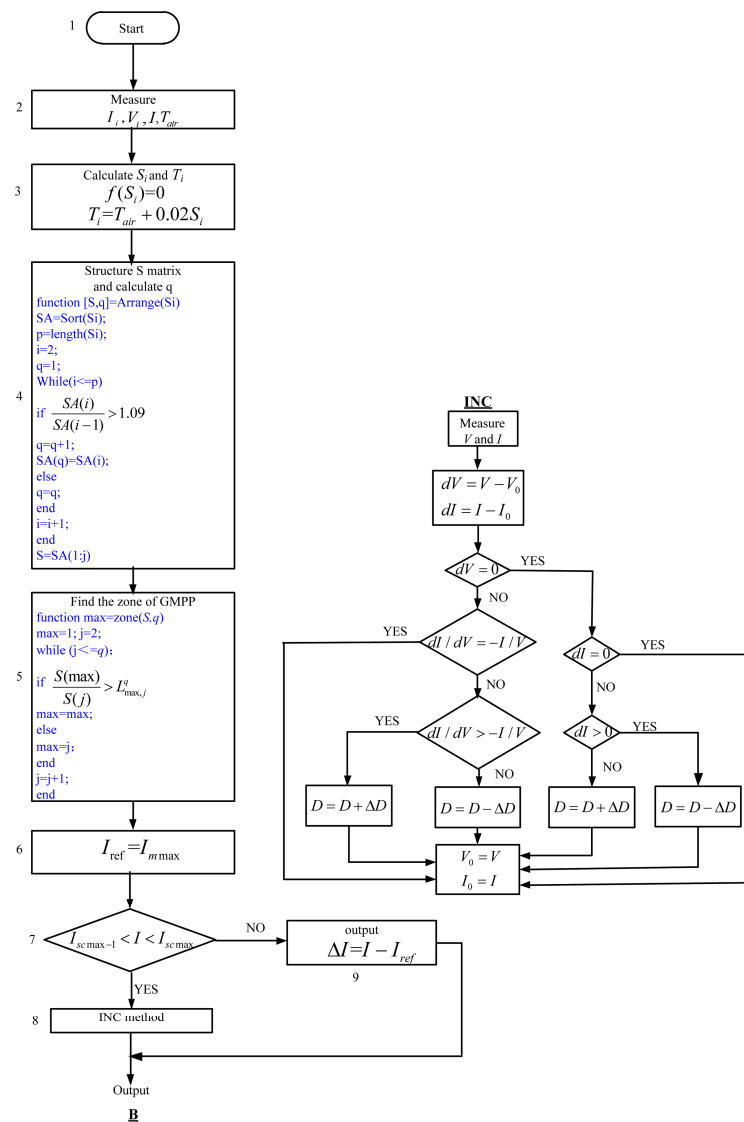 1
Start
2
Measure
I_i, V_i, I, T_air
3
Calculate S_i and T_i
f(S_i)=0
T_i=T_air + 0.02S_i
4
Structure S matrix
and calculate q
function [S,q]=Arrange(Si)
SA=Sort(Si);
p=length(Si);
i=2;
q=1;
While(i<=p)
if SA(i)/SA(i−1) > 1.09
q=q+1;
SA(q)=SA(i);
else
q=q;
end
i=i+1;
end
S=SA(1:j)
5
Find the zone of GMPP
function max=zone(S,q)
max=1; j=2;
while (j<=q);
if S(max)/S(j) > L^q_max,j
max=max;
else
max=j;
end
j=j+1;
end
6
I_ref=I_m max
7
I_sc max−1 < I < I_sc max
NO
YES
output
ΔI=I − I_ref
9
8
INC method
Output
B
INC
Measure
V and I
dV = V − V_0
dI = I − I_0
dV = 0
YES
NO
dI / dV = −I / V
YES
NO
dI = 0
YES
NO
dI / dV > −I / V
YES
NO
dI > 0
YES
NO
D = D + ΔD
D = D − ΔD
D = D + ΔD
D = D − ΔD
V_0 = V
I_0 = I